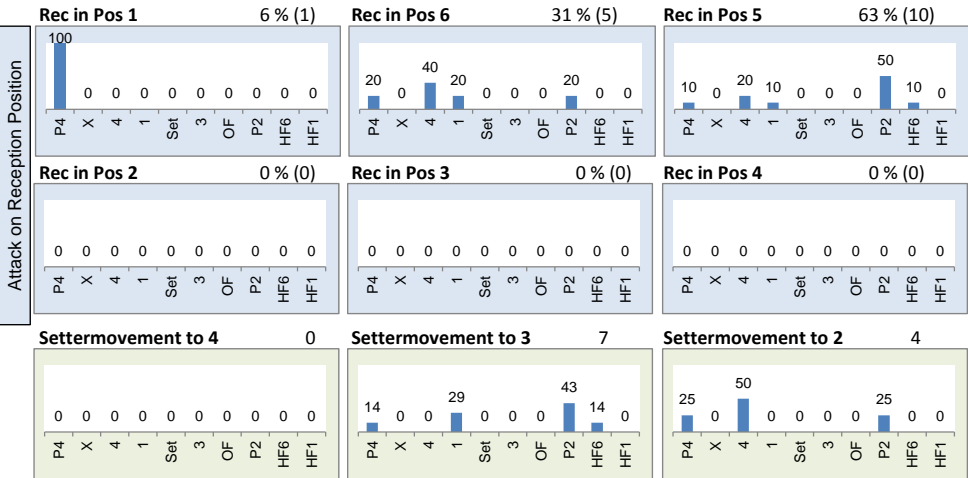 Attack on Reception Position
Rec in Pos 1 6 % (1)
100 0 0 0 0 0 0 0 0 0
P4 X 4 1 Set 3 OF P2 HF6 HF1
Rec in Pos 6 31 % (5)
20 0 40 20 0 0 0 20 0 0
P4 X 4 1 Set 3 OF P2 HF6 HF1
Rec in Pos 5 63 % (10)
10 0 20 10 0 0 0 50 10 0
P4 X 4 1 Set 3 OF P2 HF6 HF1
Rec in Pos 2 0 % (0)
0 0 0 0 0 0 0 0 0 0
P4 X 4 1 Set 3 OF P2 HF6 HF1
Rec in Pos 3 0 % (0)
0 0 0 0 0 0 0 0 0 0
P4 X 4 1 Set 3 OF P2 HF6 HF1
Rec in Pos 4 0 % (0)
0 0 0 0 0 0 0 0 0 0
P4 X 4 1 Set 3 OF P2 HF6 HF1
Settermovement to 4 0
0 0 0 0 0 0 0 0 0 0
P4 X 4 1 Set 3 OF P2 HF6 HF1
Settermovement to 3 7
14 0 0 29 0 0 0 43 14 0
P4 X 4 1 Set 3 OF P2 HF6 HF1
Settermovement to 2 4
25 0 50 0 0 0 0 25 0 0
P4 X 4 1 Set 3 OF P2 HF6 HF1